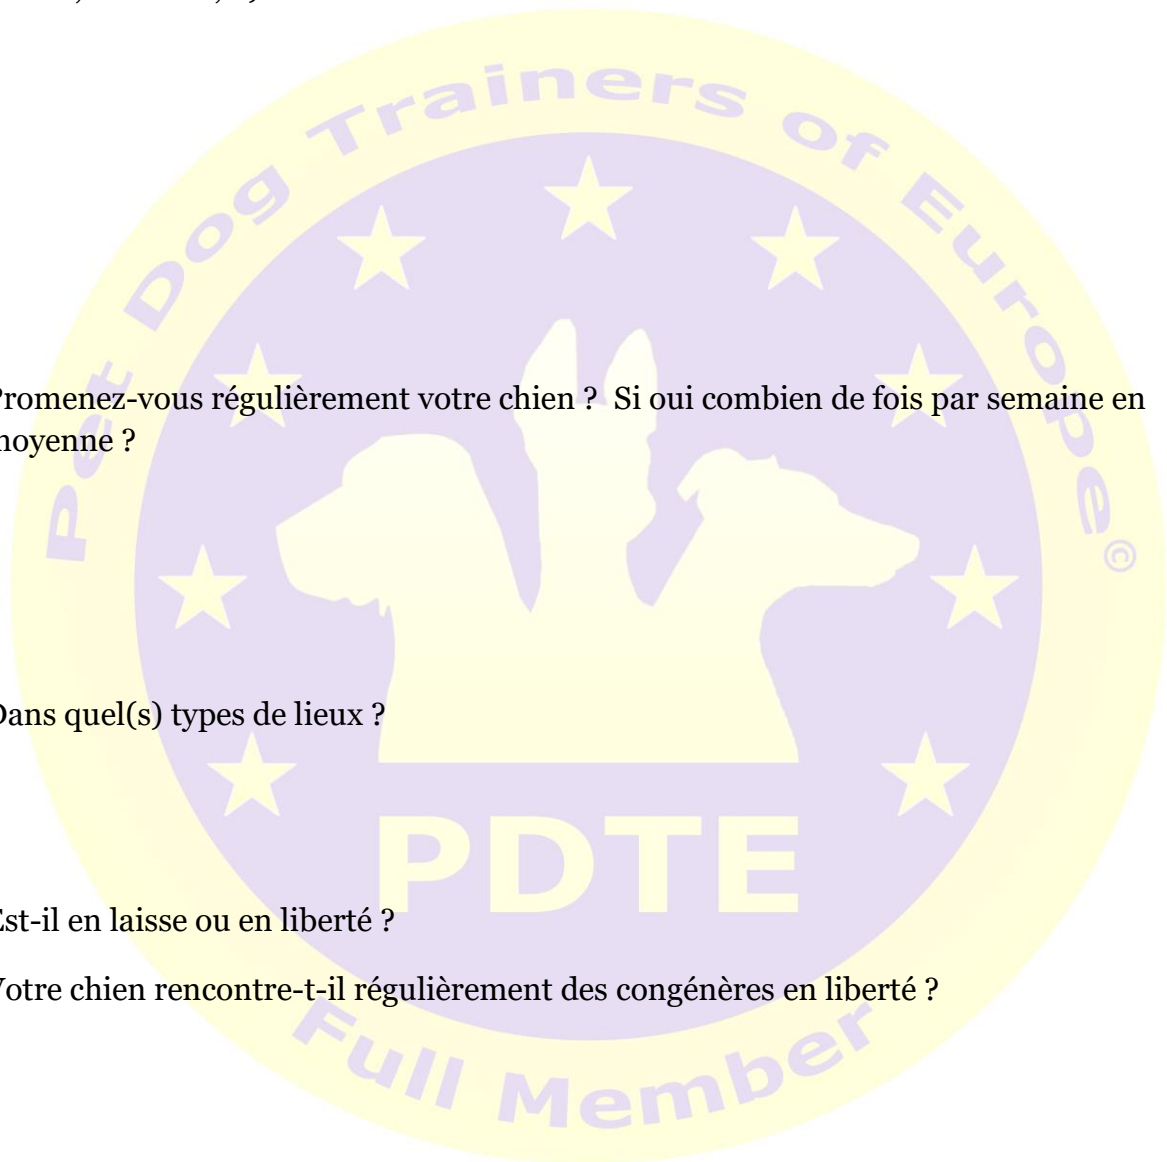 Pet Dog Trainers of Europe©
Promenez-vous régulièrement votre chien ?  Si oui combien de fois par semaine en
moyenne ?
Dans quel(s) types de lieux ?
PDTE
Est-il en laisse ou en liberté ?
Votre chien rencontre-t-il régulièrement des congénères en liberté ?
Full Member